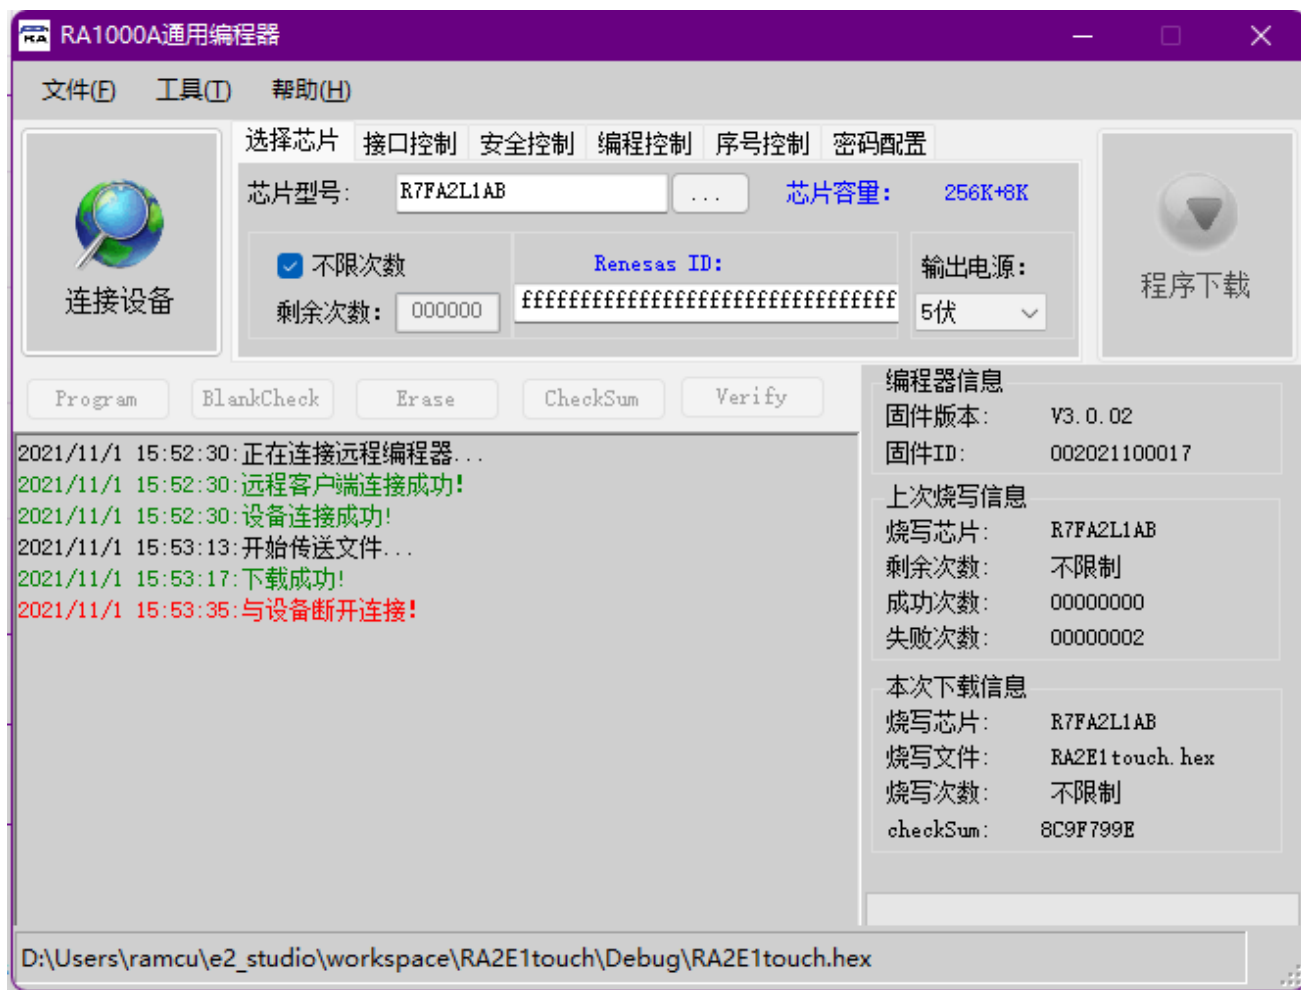 RA RA1000A通用编程器
文件(F) 工具(T) 帮助(H)
选择芯片 接口控制 安全控制 编程控制 序号控制 密码配置
芯片型号: R7FA2L1AB ... 芯片容量: 256K+8K
连接设备
不限次数
剩余次数: 000000
Renesas ID:
ffffffffffffffffffffffffffffffff
输出电源:
5伏
程序下载
Program BlankCheck Erase CheckSum Verify
2021/11/1 15:52:30:正在连接远程编程器...
2021/11/1 15:52:30:远程客户端连接成功!
2021/11/1 15:52:30:设备连接成功!
2021/11/1 15:53:13:开始传送文件...
2021/11/1 15:53:17:下载成功!
2021/11/1 15:53:35:与设备断开连接!
编程器信息
固件版本: V3.0.02
固件ID: 002021100017
上次烧写信息
烧写芯片: R7FA2L1AB
剩余次数: 不限制
成功次数: 00000000
失败次数: 00000002
本次下载信息
烧写芯片: R7FA2L1AB
烧写文件: RA2E1touch.hex
烧写次数: 不限制
checkSum: 8C9F799E
D:\Users\ramcu\e2_studio\workspace\RA2E1touch\Debug\RA2E1touch.hex